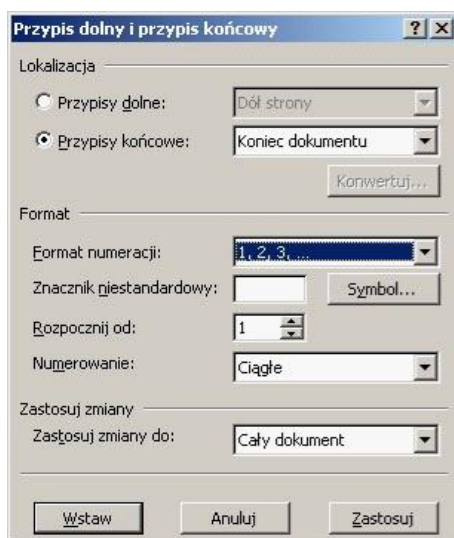 Przypis dolny i przypis końcowy
Lokalizacja
Przypisy dolne: Dół strony
Przypisy końcowe: Koniec dokumentu
Konwertuj...
Format
Format numeracji: 1, 2, 3, ...
Znacznik niestandardowy: Symbol...
Rozpocznij od: 1
Numerowanie: Ciągłe
Zastosuj zmiany
Zastosuj zmiany do: Cały dokument
Wstaw Anuluj Zastosuj